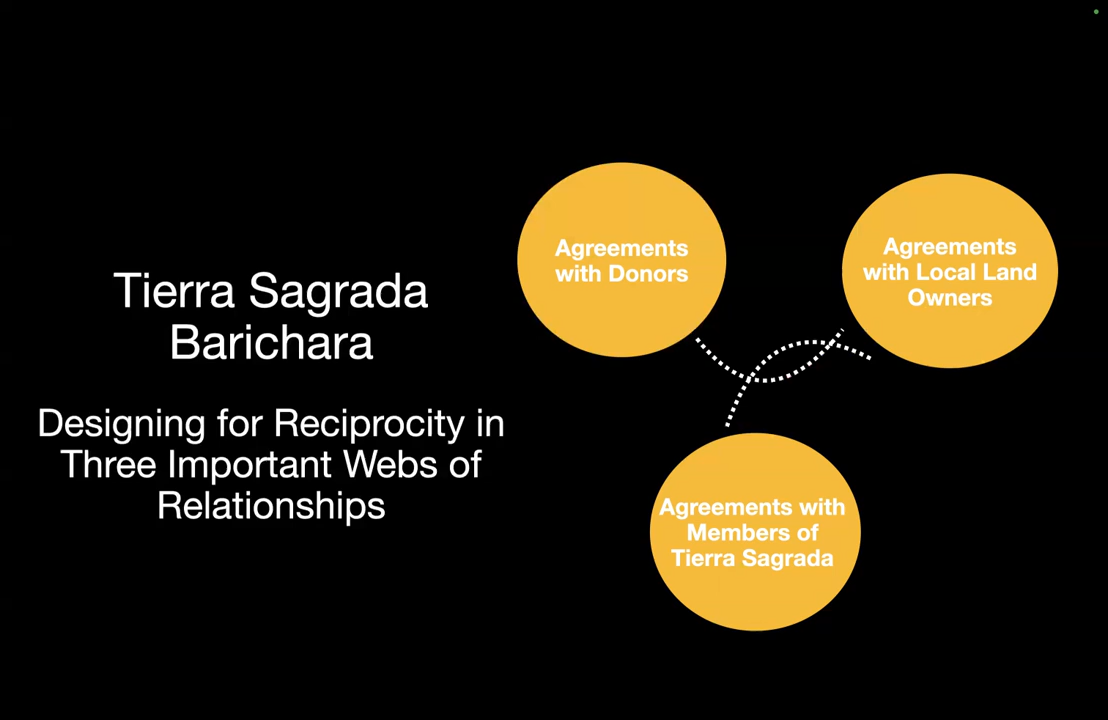 Tierra Sagrada
Barichara
Designing for Reciprocity in
Three Important Webs of
Relationships
Agreements
with Donors
Agreements
with Local Land
Owners
Agreements with
Members of
Tierra Sagrada